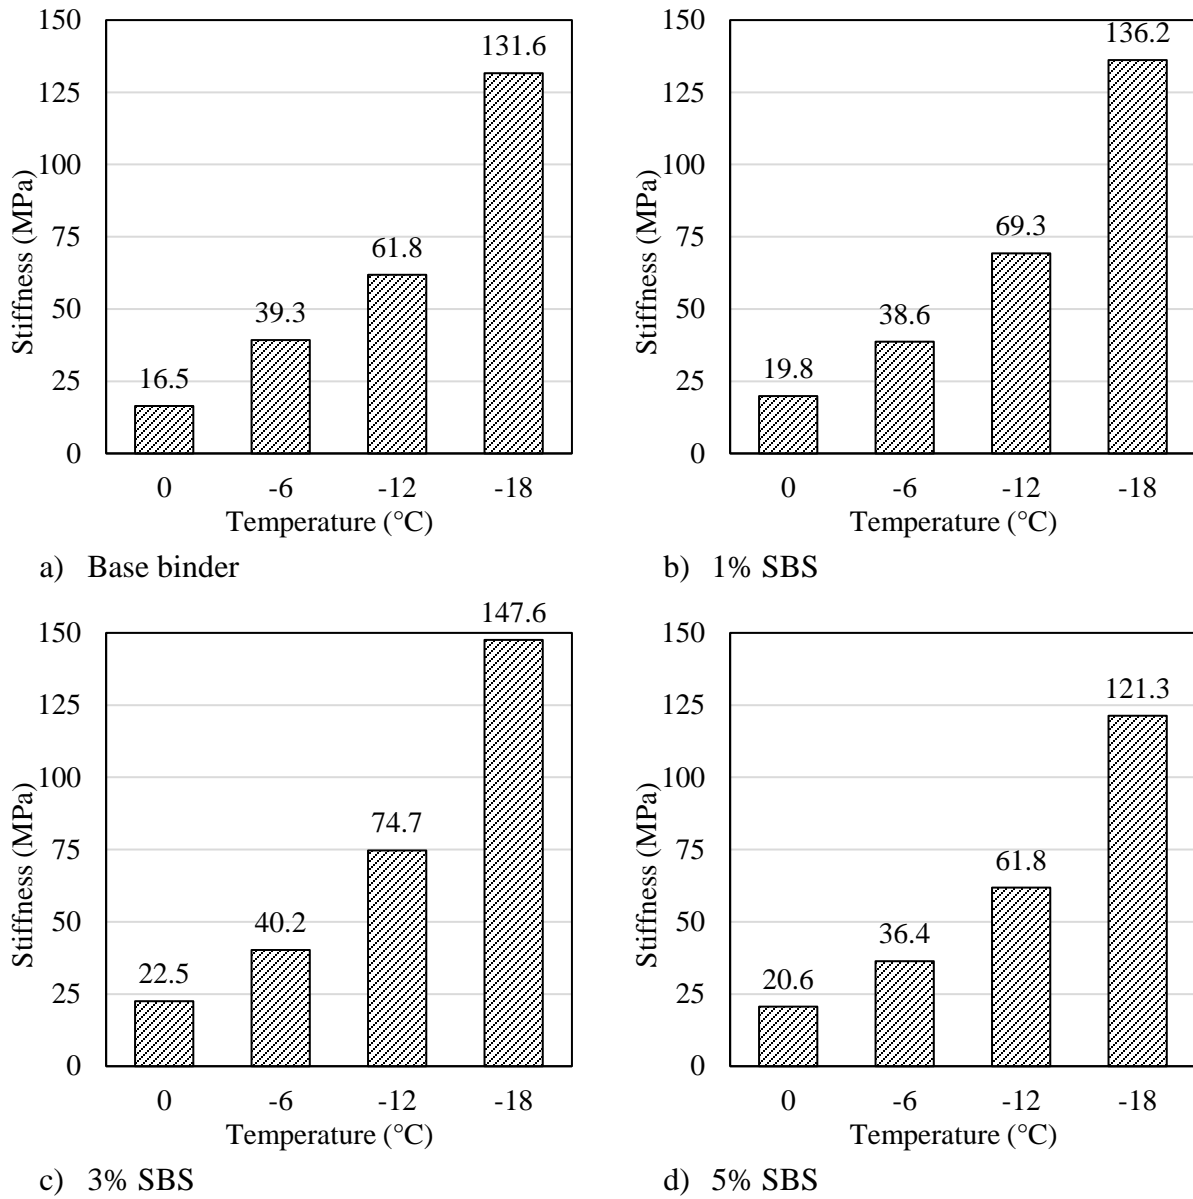 150
125
100
75
50
25
0
Stiffness (MPa)
16.5
39.3
61.8
131.6
0 -6 -12 -18
Temperature (°C)
a) Base binder
150
125
100
75
50
25
0
Stiffness (MPa)
19.8
38.6
69.3
136.2
0 -6 -12 -18
Temperature (°C)
b) 1% SBS
150
125
100
75
50
25
0
Stiffness (MPa)
22.5
40.2
74.7
147.6
0 -6 -12 -18
Temperature (°C)
c) 3% SBS
150
125
100
75
50
25
0
Stiffness (MPa)
20.6
36.4
61.8
121.3
0 -6 -12 -18
Temperature (°C)
d) 5% SBS